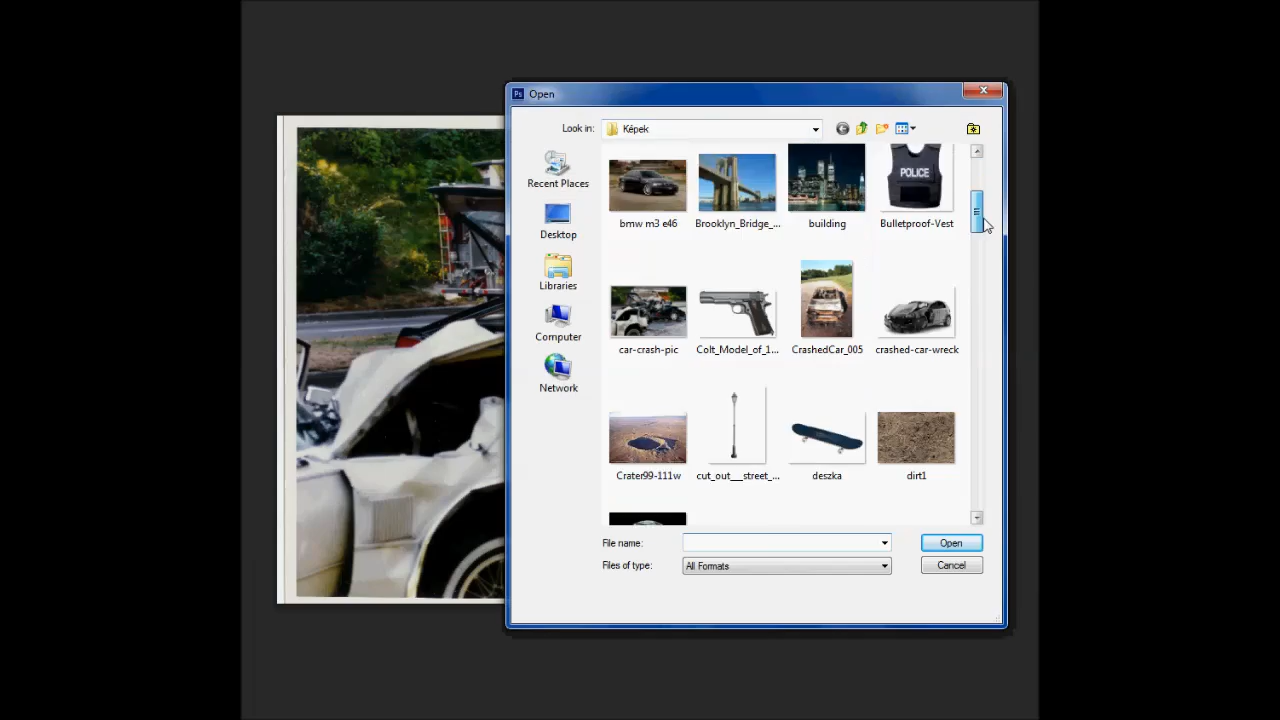 Ps Open
Look in: Képek
Recent Places
Desktop
Libraries
Computer
Network
bmw m3 e46 Brooklyn_Bridge_... building Bulletproof-Vest
POLICE
car-crash-pic Colt_Model_of_1... CrashedCar_005 crashed-car-wreck
Crater99-111w cut_out___street_... deszka dirt1
File name: Open
Files of type: All Formats Cancel